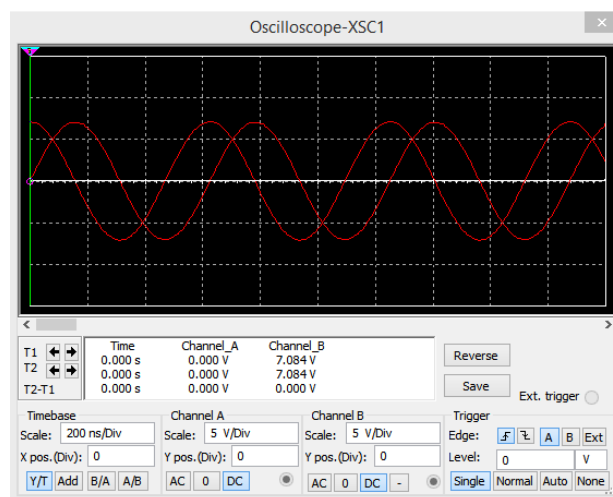 Oscilloscope-XSC1
×
T1
T2
T2-T1
Time Channel_A Channel_B
0.000 s 0.000 V 7.084 V
0.000 s 0.000 V 7.084 V
0.000 s 0.000 V 0.000 V
Reverse
Save
Ext. trigger
Timebase
Scale: 200 ns/Div
X pos.(Div): 0
Y/T Add B/A A/B
Channel A
Scale: 5 V/Div
Y pos.(Div): 0
AC 0 DC
Channel B
Scale: 5 V/Div
Y pos.(Div): 0
AC 0 DC -
Trigger
Edge: A B Ext
Level: 0 V
Single Normal Auto None